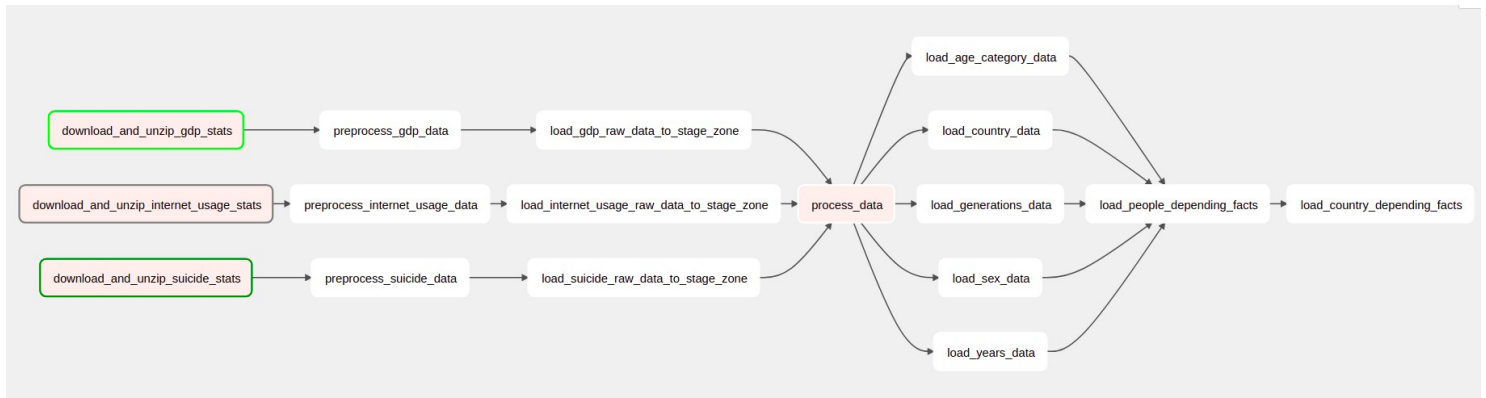 load_age_category_data
download_and_unzip_gdp_stats preprocess_gdp_data load_gdp_raw_data_to_stage_zone load_country_data
download_and_unzip_internet_usage_stats preprocess_internet_usage_data load_internet_usage_raw_data_to_stage_zone process_data load_generations_data load_people_depending_facts load_country_depending_facts
download_and_unzip_suicide_stats preprocess_suicide_data load_suicide_raw_data_to_stage_zone load_sex_data
load_years_data